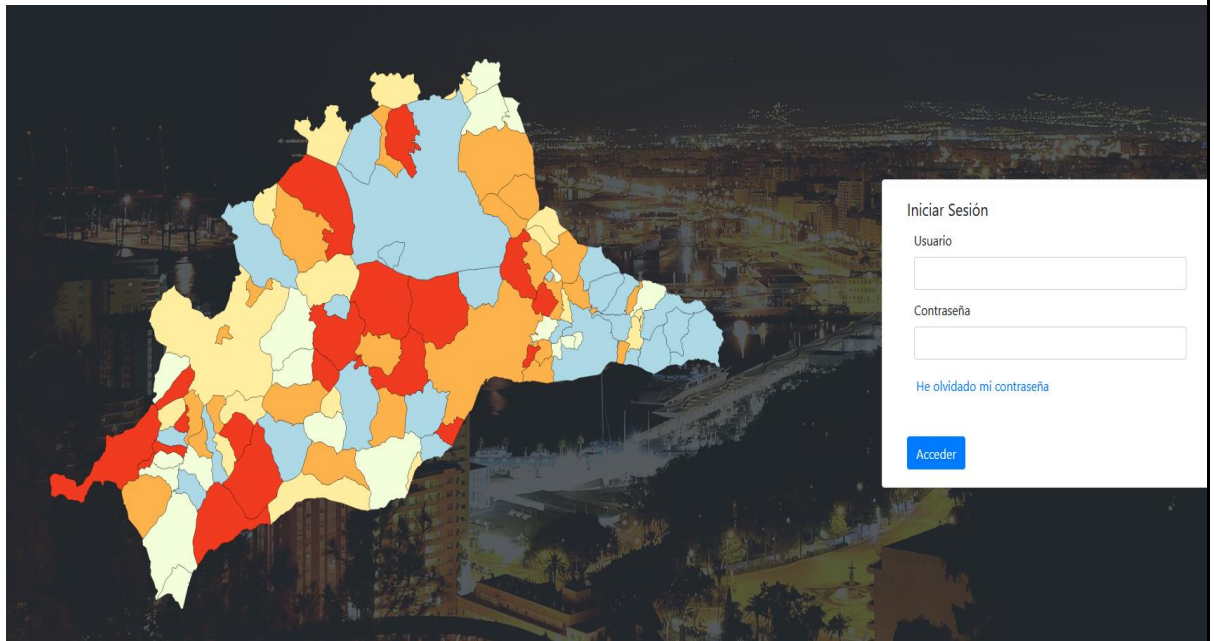 Iniciar Sesión
Usuario
Contraseña
He olvidado mi contraseña
Acceder